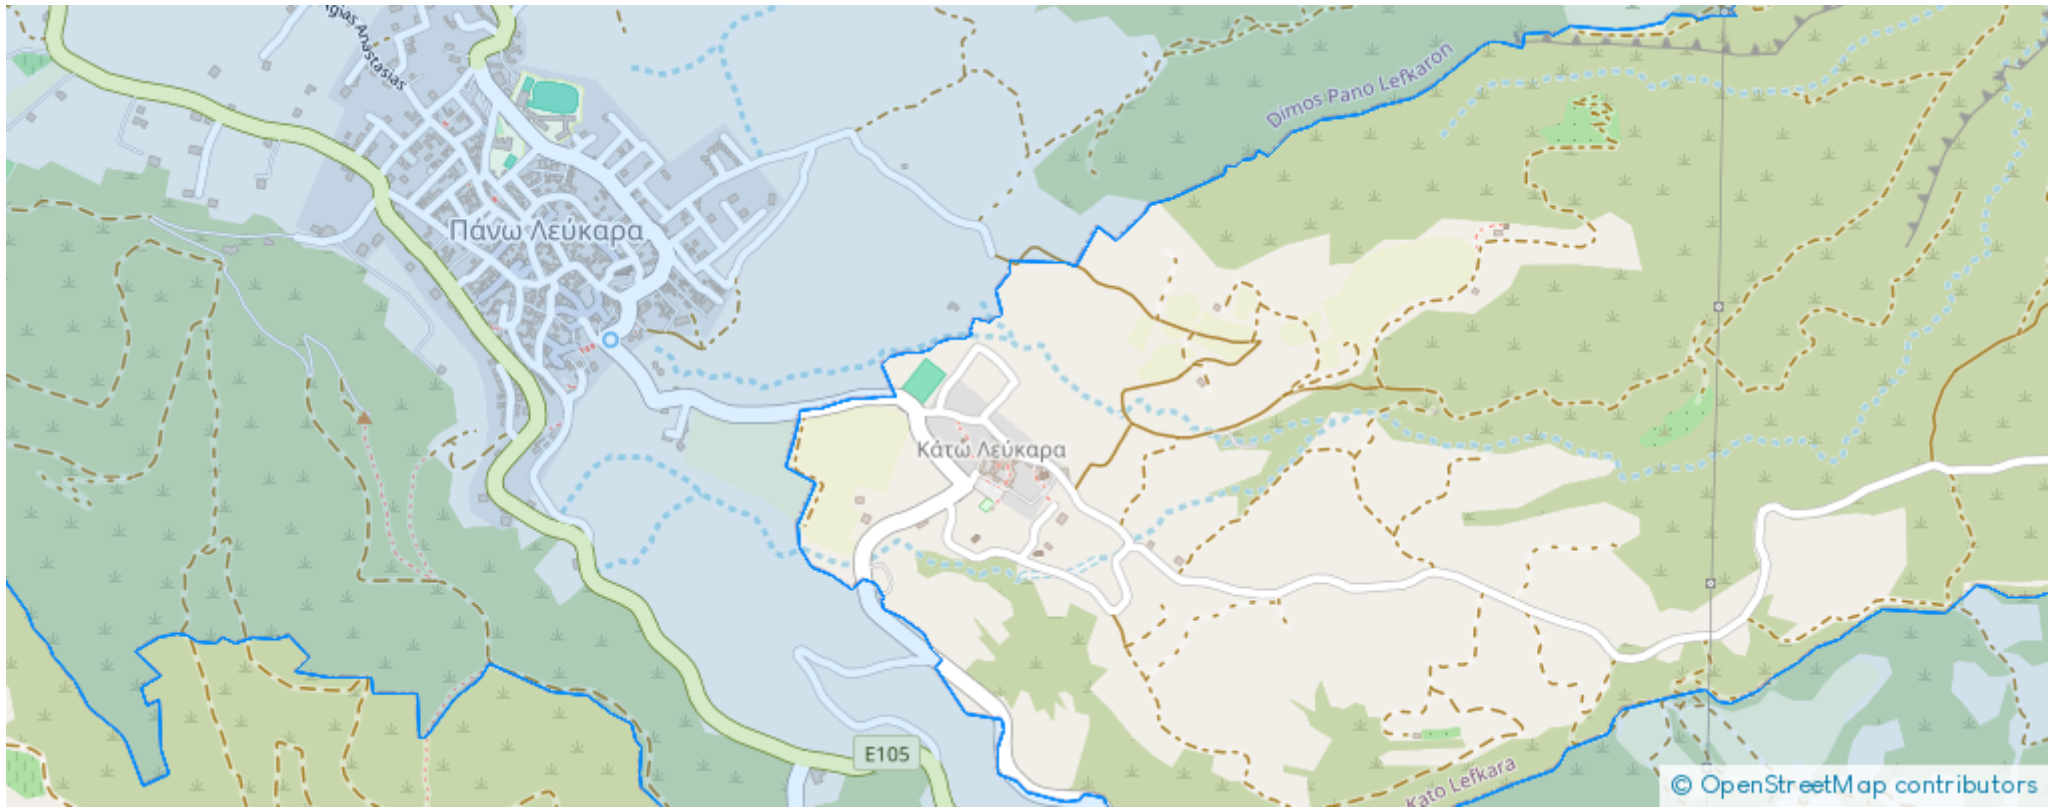 Agias Anastasias
Dimos Pano Lefkaron
Πάνω Λεύκαρα
Κάτω Λεύκαρα
E105
Kato Lefkara
© OpenStreetMap contributors